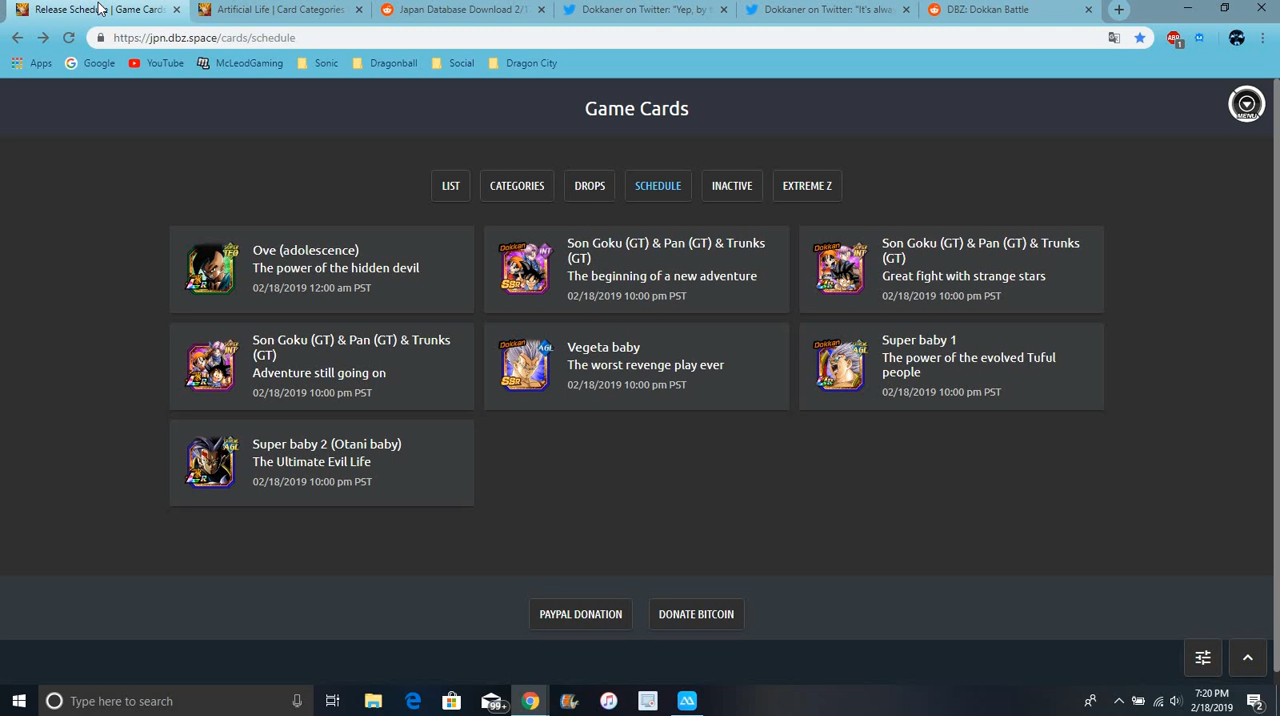 Release Schedule | Game Cards
Artificial Life | Card Categories
Japan Database Download 2/1
Dokkaner on Twitter: "Yep, by t
Dokkaner on Twitter: "It's alwa
DBZ: Dokkan Battle
https://jpn.dbz.space/cards/schedule
ABP
1
Apps
Google
YouTube
McLeodGaming
Sonic
Dragonball
Social
Dragon City
Game Cards
MENU
LIST
CATEGORIES
DROPS
SCHEDULE
INACTIVE
EXTREME Z
Ove (adolescence)
The power of the hidden devil
02/18/2019 12:00 am PST
Son Goku (GT) & Pan (GT) & Trunks
(GT)
The beginning of a new adventure
02/18/2019 10:00 pm PST
Son Goku (GT) & Pan (GT) & Trunks
(GT)
Great fight with strange stars
02/18/2019 10:00 pm PST
Son Goku (GT) & Pan (GT) & Trunks
(GT)
Adventure still going on
02/18/2019 10:00 pm PST
Vegeta baby
The worst revenge play ever
02/18/2019 10:00 pm PST
Super baby 1
The power of the evolved Tuful
people
02/18/2019 10:00 pm PST
Super baby 2 (Otani baby)
The Ultimate Evil Life
02/18/2019 10:00 pm PST
PAYPAL DONATION
DONATE BITCOIN
Type here to search
99+
7:20 PM
2/18/2019
2